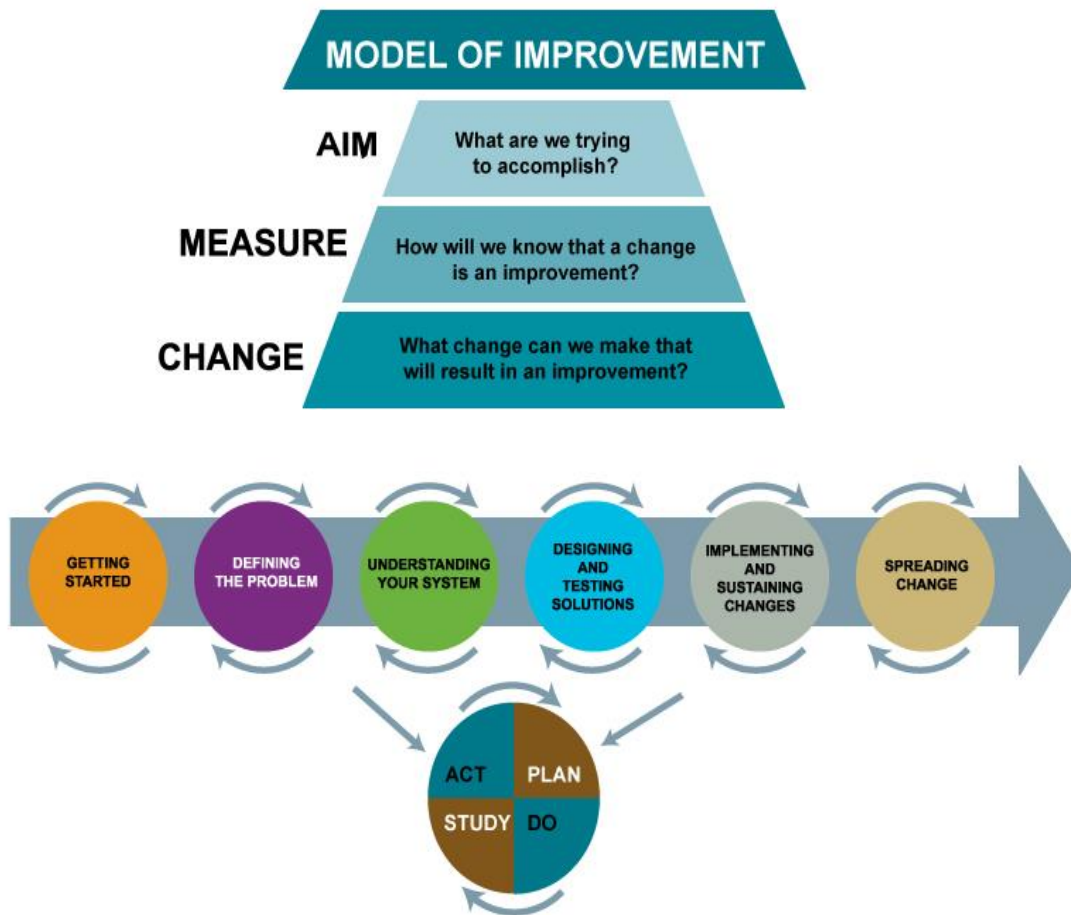 MODEL OF IMPROVEMENT
AIM
What are we trying
to accomplish?
MEASURE
How will we know that a change
is an improvement?
CHANGE
What change can we make that
will result in an improvement?
GETTING
STARTED
DEFINING
THE PROBLEM
UNDERSTANDING
YOUR SYSTEM
DESIGNING
AND
TESTING
SOLUTIONS
IMPLEMENTING
AND
SUSTAINING
CHANGES
SPREADING
CHANGE
ACT
PLAN
STUDY
DO